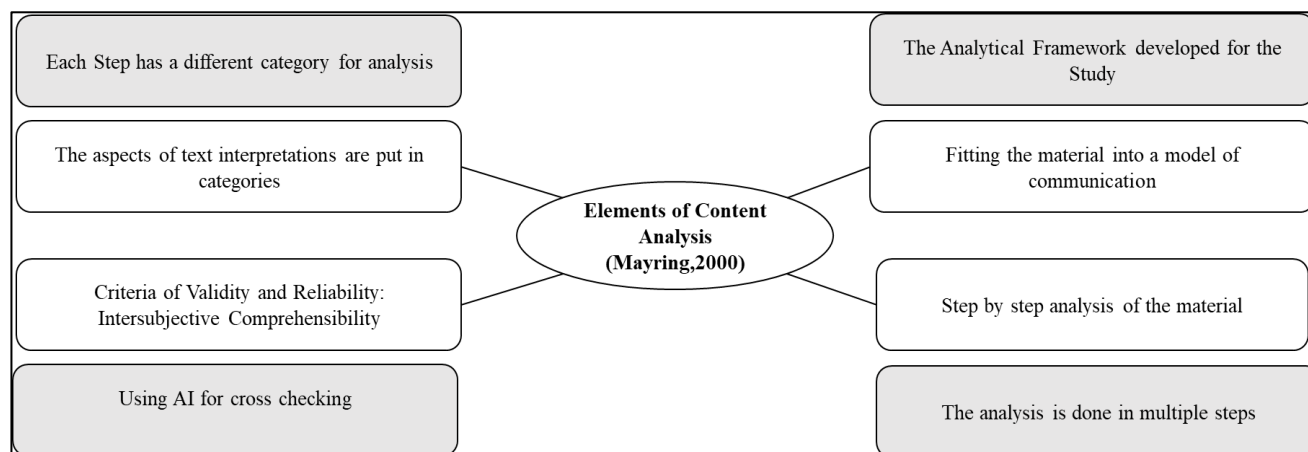 Each Step has a different category for analysis
The aspects of text interpretations are put in
categories
Criteria of Validity and Reliability:
Intersubjective Comprehensibility
Using AI for cross checking
Elements of Content
Analysis
(Mayring,2000)
The Analytical Framework developed for the
Study
Fitting the material into a model of
communication
Step by step analysis of the material
The analysis is done in multiple steps